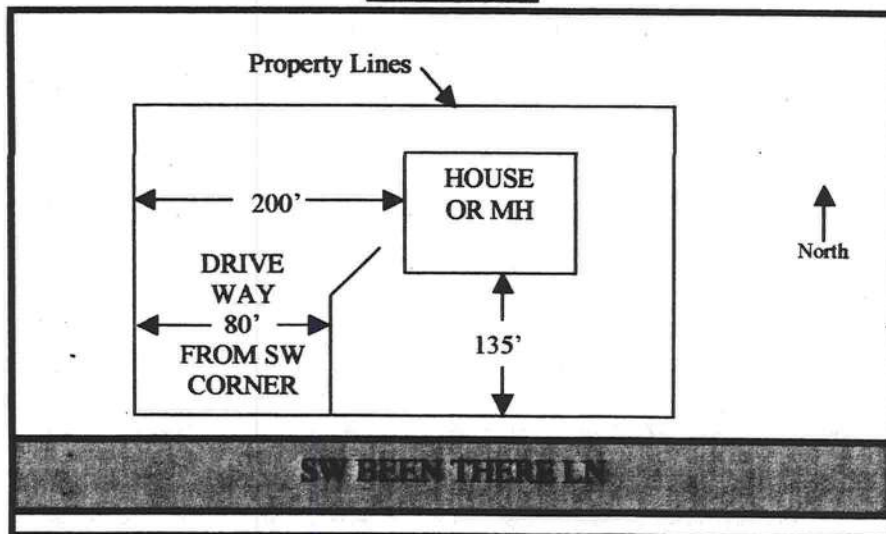 Property Lines
HOUSE
OR MH
200'
North
DRIVE
WAY
80'
FROM SW
CORNER
135'
SW BEEN THERE LN